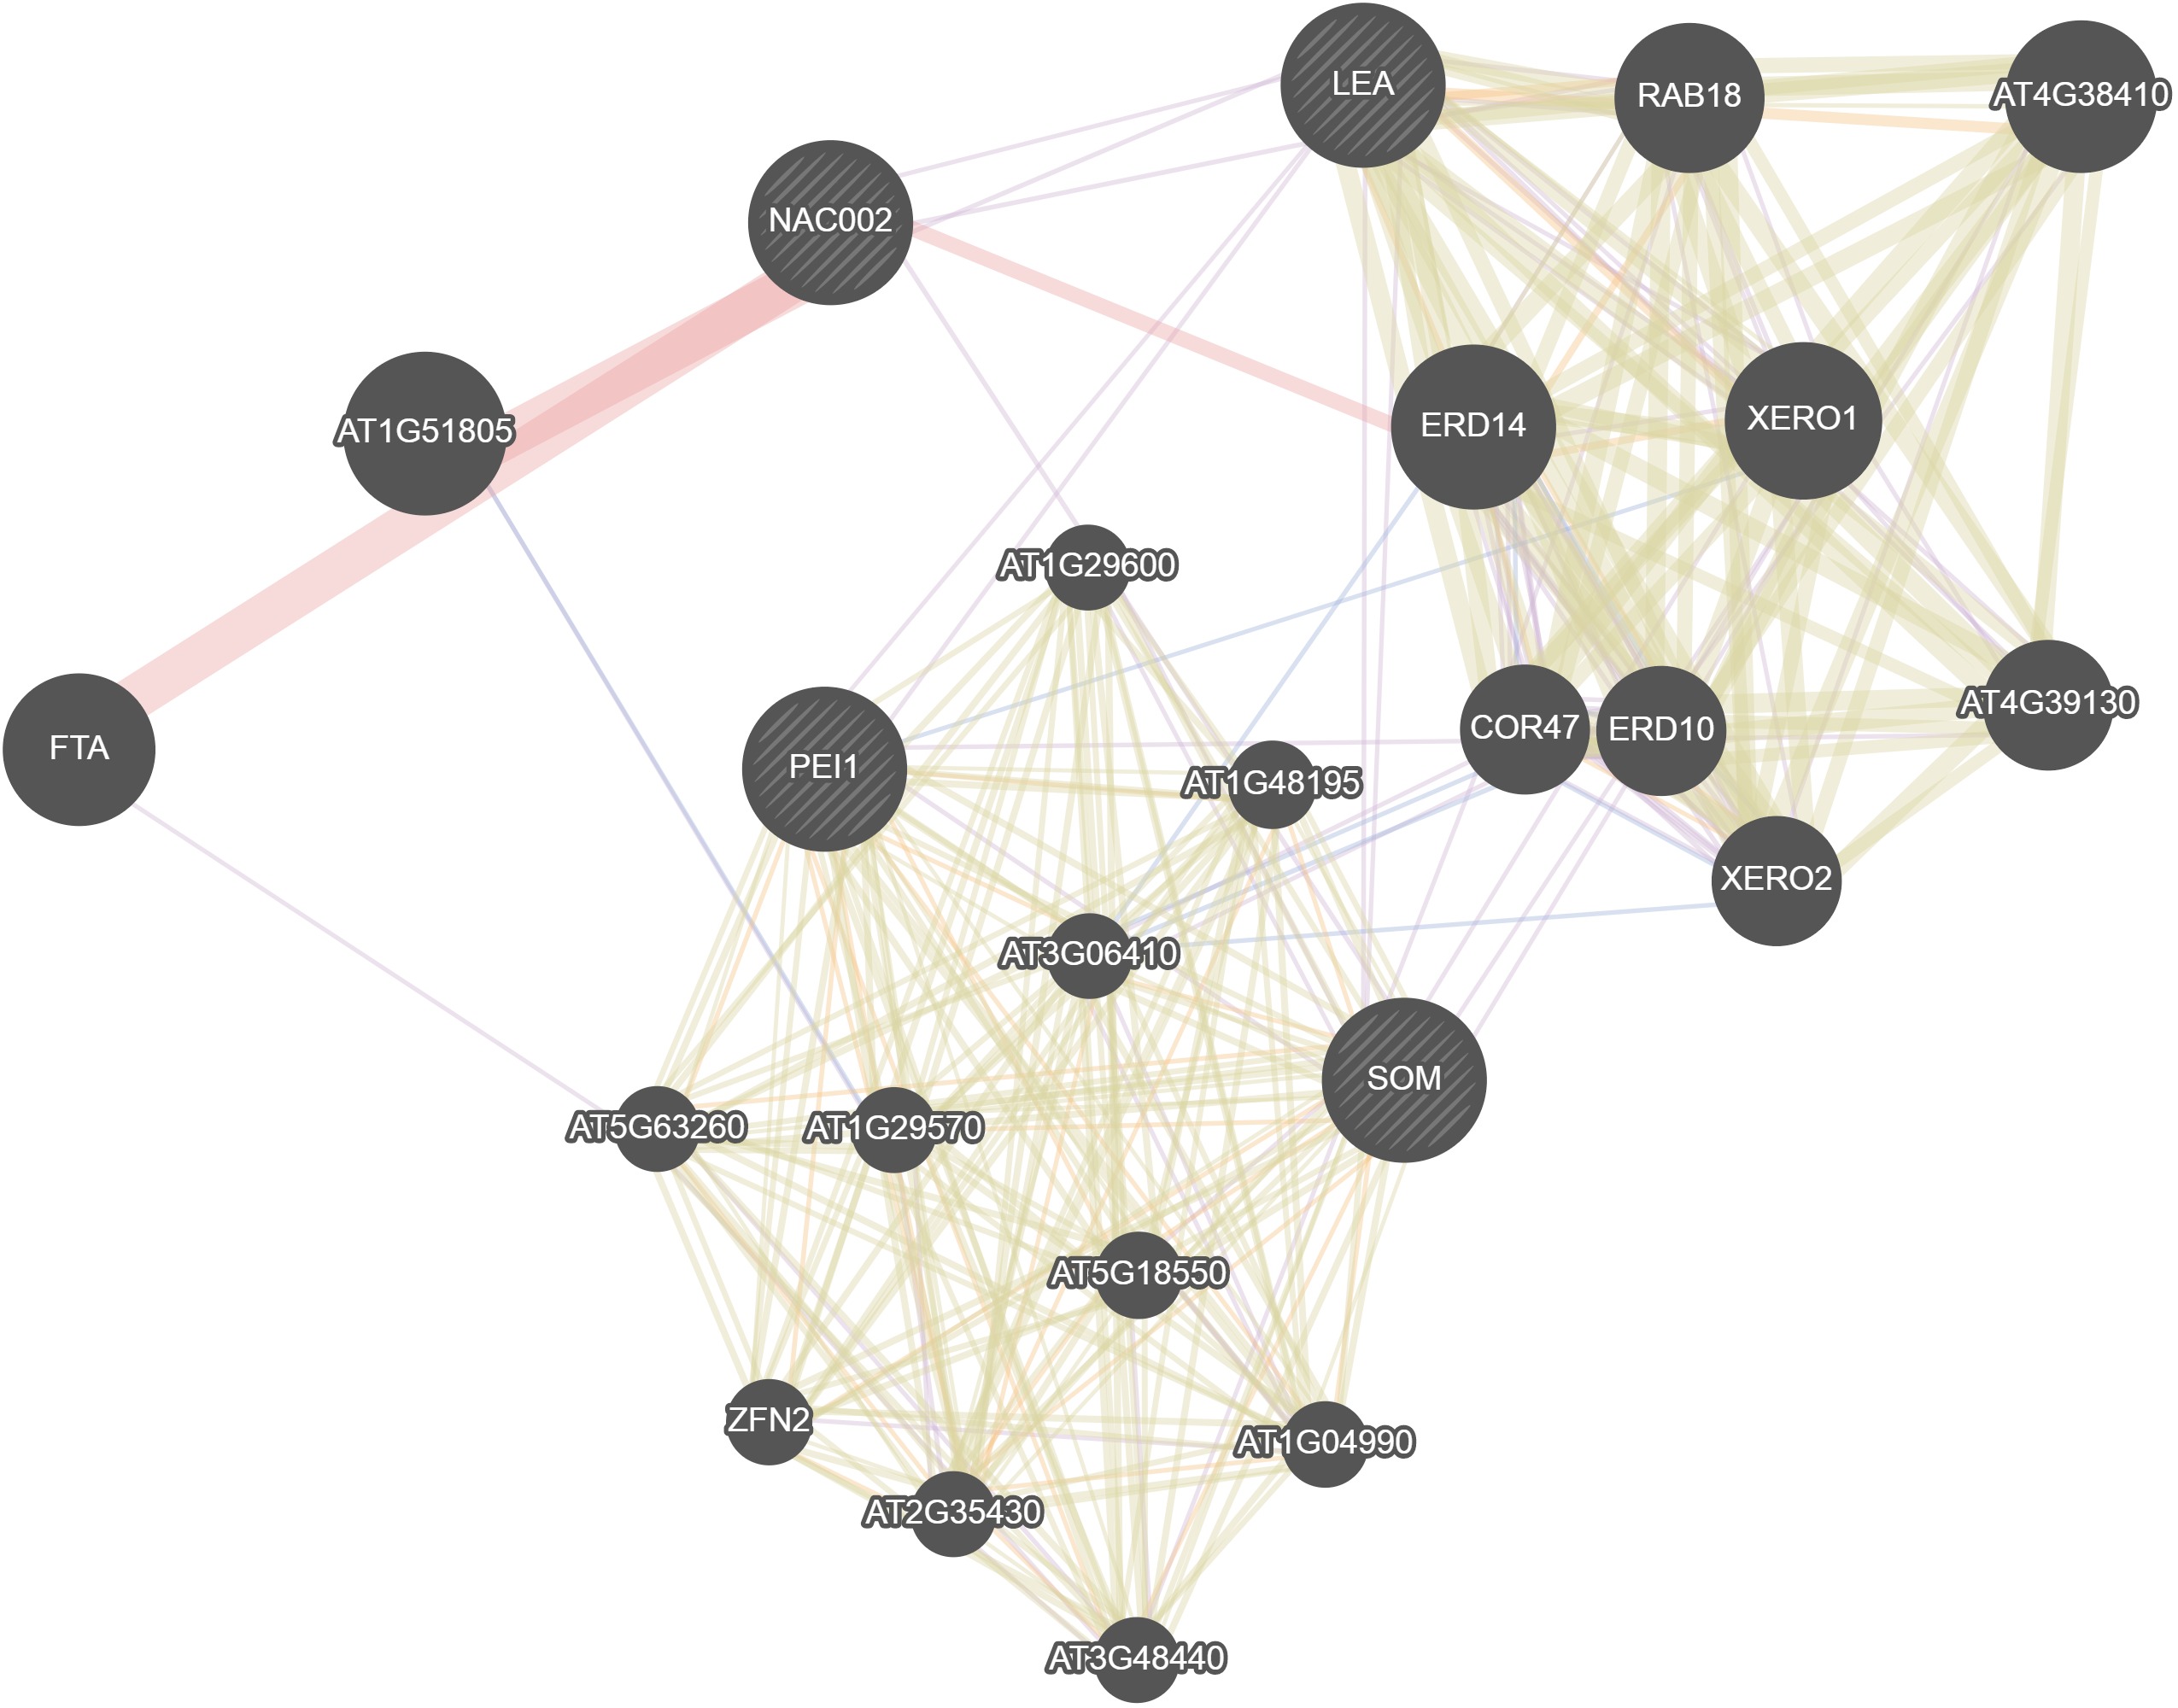 LEA
RAB18
AT4G38410
NAC002
AT1G51805
ERD14
XERO1
AT1G29600
FTA
PEI1
AT1G48195
COR47
ERD10
AT4G39130
XERO2
AT3G06410
SOM
AT5G63260
AT1G29570
AT5G18550
ZFN2
AT1G04990
AT2G35430
AT3G48440